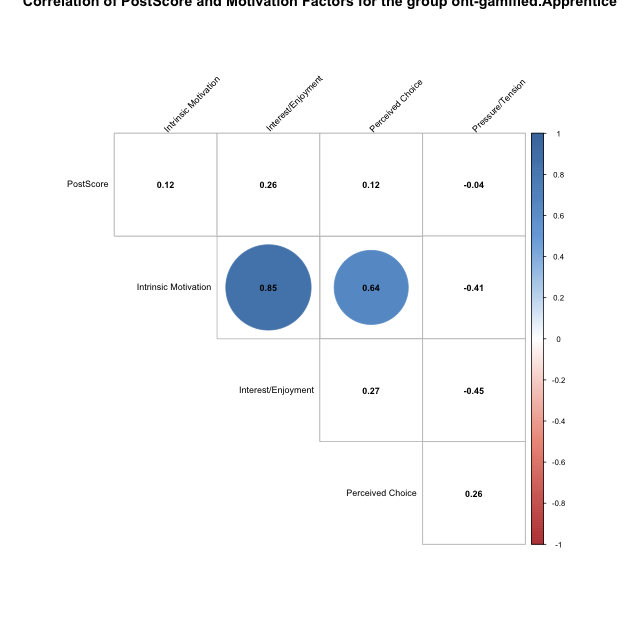 Correlation of PostScore and Motivation Factors for the group ont-gamified.Apprentice
Intrinsic Motivation
Interest/Enjoyment
Perceived Choice
Pressure/Tension
PostScore 0.12 0.26 0.12 -0.04
Intrinsic Motivation 0.85 0.64 -0.41
Interest/Enjoyment 0.27 -0.45
Perceived Choice 0.26
1
0.8
0.6
0.4
0.2
0
-0.2
-0.4
-0.6
-0.8
-1